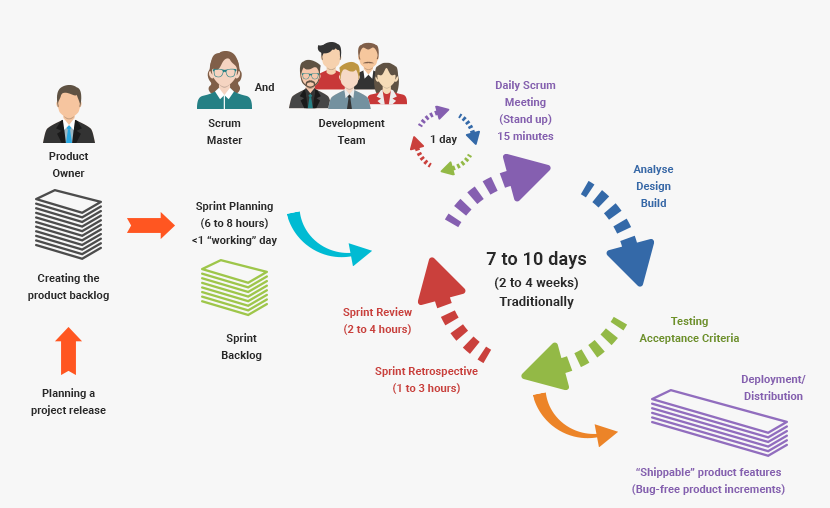 Product
Owner
Creating the
product backlog
Planning a
project release
Scrum
Master
And
Development
Team
Sprint Planning
(6 to 8 hours)
<1 “working” day
Sprint
Backlog
1 day
Daily Scrum
Meeting
(Stand up)
15 minutes
Analyse
Design
Build
7 to 10 days
(2 to 4 weeks)
Traditionally
Testing
Acceptance Criteria
Sprint Review
(2 to 4 hours)
Sprint Retrospective
(1 to 3 hours)
Deployment/
Distribution
“Shippable” product features
(Bug-free product increments)